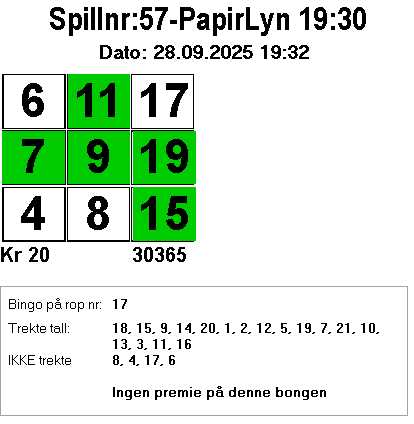 Spillnr:57-PapirLyn 19:30
Dato: 28.09.2025 19:32
6 11 17
7 9 19
4 8 15
Kr 20 30365
Bingo på rop nr: 17
Trekte tall: 18, 15, 9, 14, 20, 1, 2, 12, 5, 19, 7, 21, 10,
13, 3, 11, 16
IKKE trekte 8, 4, 17, 6
Ingen premie på denne bongen